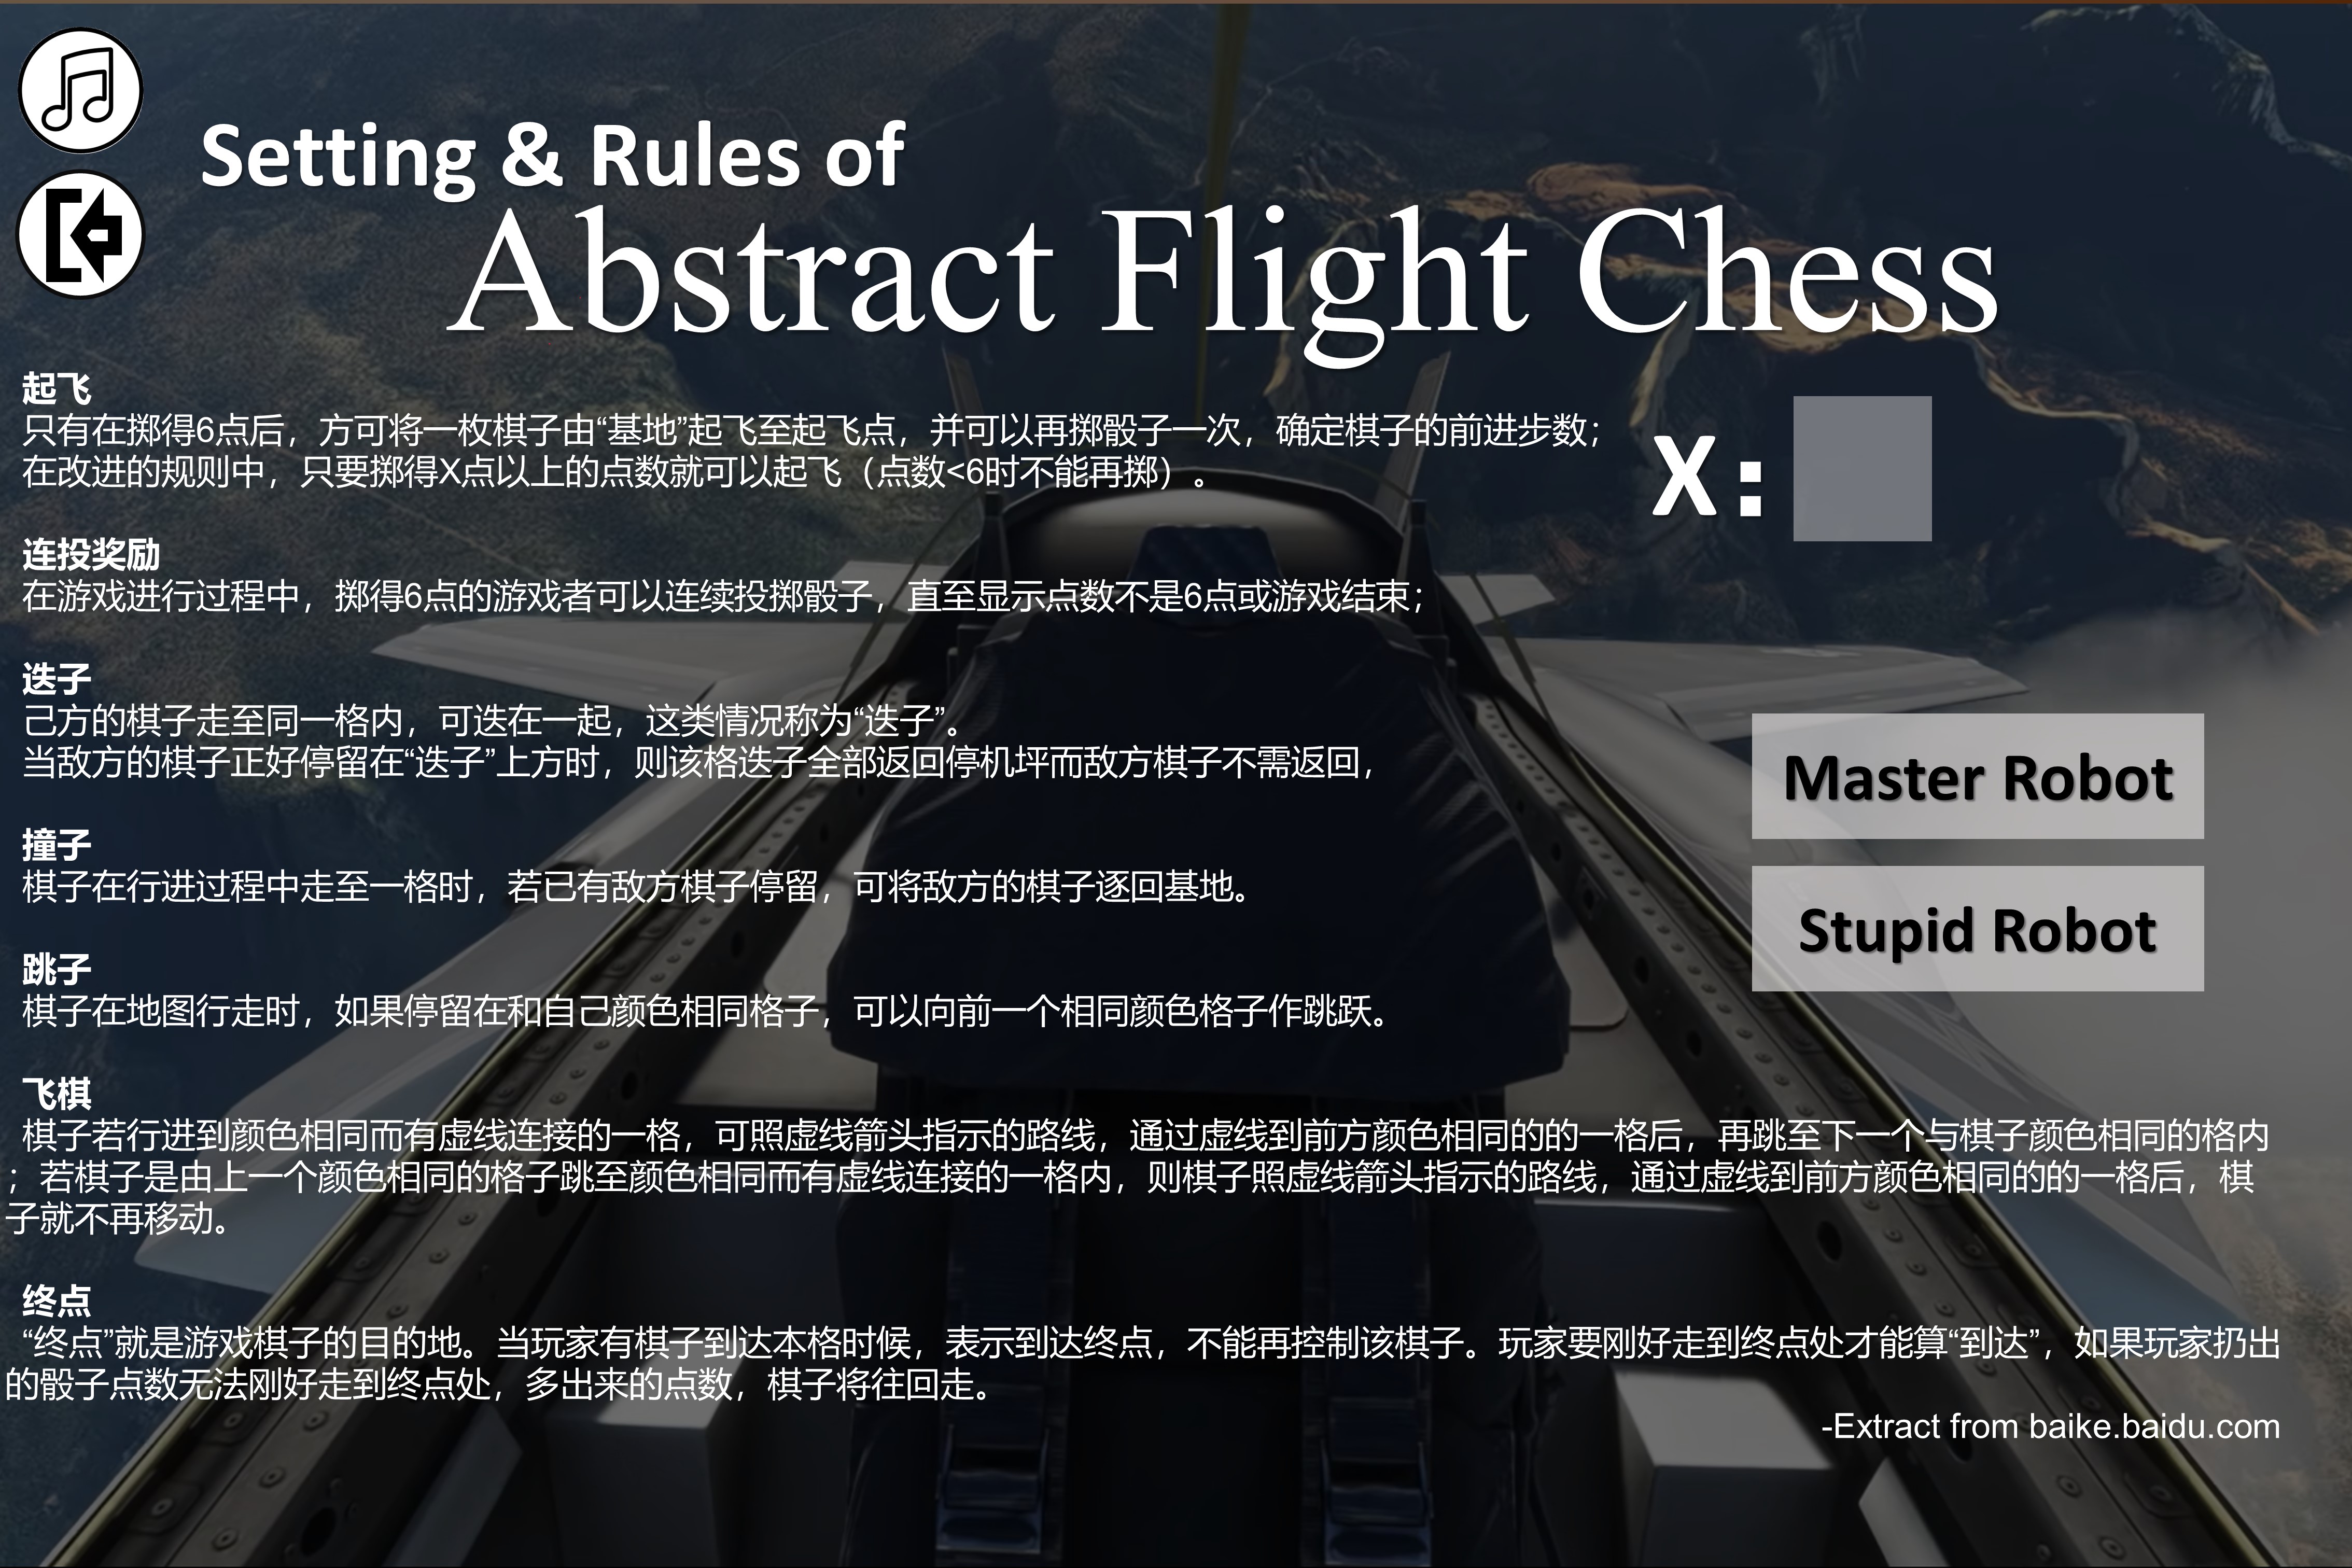 Setting & Rules of
Abstract Flight Chess
起飞
只有在掷得6点后，方可将一枚棋子由“基地”起飞至起飞点，并可以再掷骰子一次，确定棋子的前进步数；
在改进的规则中，只要掷得X点以上的点数就可以起飞（点数<6时不能再掷）。
X:
连投奖励
在游戏进行过程中，掷得6点的游戏者可以连续投掷骰子，直至显示点数不是6点或游戏结束；
迭子
己方的棋子走至同一格内，可迭在一起，这类情况称为“迭子”。
当敌方的棋子正好停留在“迭子”上方时，则该格迭子全部返回停机坪而敌方棋子不需返回，
Master Robot
撞子
棋子在行进过程中走至一格时，若已有敌方棋子停留，可将敌方的棋子逐回基地。
Stupid Robot
跳子
棋子在地图行走时，如果停留在和自己颜色相同格子，可以向前一个相同颜色格子作跳跃。
飞棋
棋子若行进到颜色相同而有虚线连接的一格，可照虚线箭头指示的路线，通过虚线到前方颜色相同的的一格后，再跳至下一个与棋子颜色相同的格内
；若棋子是由上一个颜色相同的格子跳至颜色相同而有虚线连接的一格内，则棋子照虚线箭头指示的路线，通过虚线到前方颜色相同的的一格后，棋
子就不再移动。
终点
“终点”就是游戏棋子的目的地。当玩家有棋子到达本格时候，表示到达终点，不能再控制该棋子。玩家要刚好走到终点处才能算“到达”，如果玩家扔出
的骰子点数无法刚好走到终点处，多出来的点数，棋子将往回走。
-Extract from baike.baidu.com